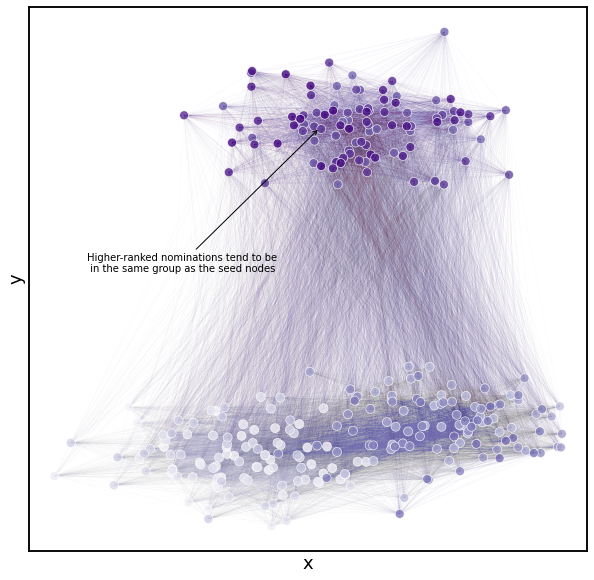 Higher-ranked nominations tend to be
in the same group as the seed nodes
y
x